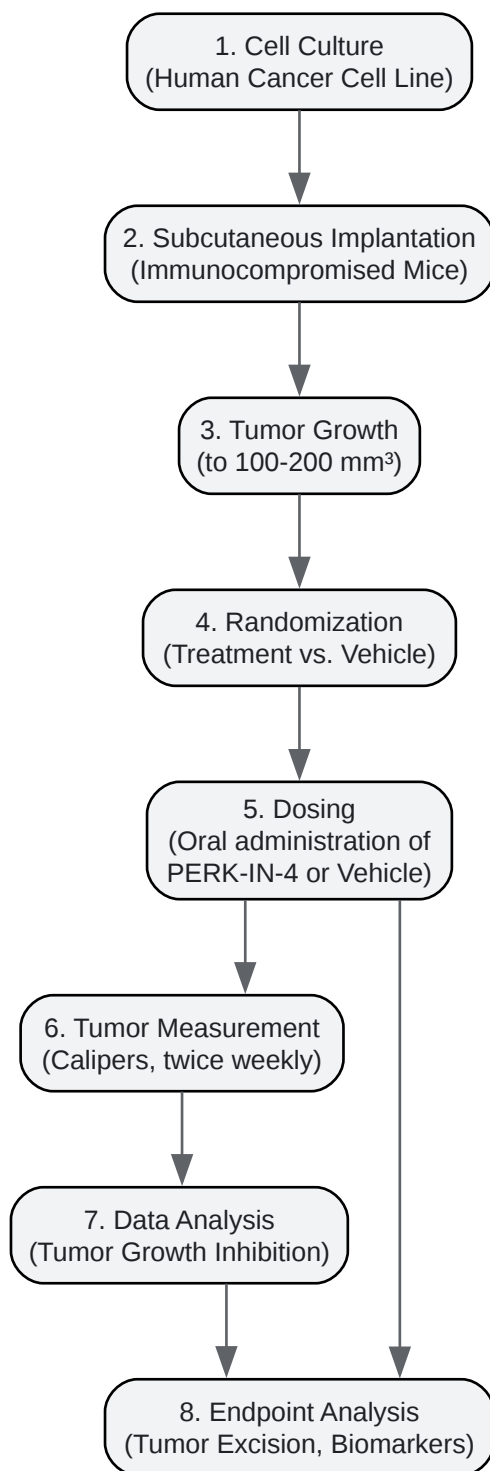 1. Cell Culture
(Human Cancer Cell Line)
2. Subcutaneous Implantation
(Immunocompromised Mice)
3. Tumor Growth
(to 100-200 mm³)
4. Randomization
(Treatment vs. Vehicle)
5. Dosing
(Oral administration of
PERK-IN-4 or Vehicle)
6. Tumor Measurement
(Calipers, twice weekly)
7. Data Analysis
(Tumor Growth Inhibition)
8. Endpoint Analysis
(Tumor Excision, Biomarkers)